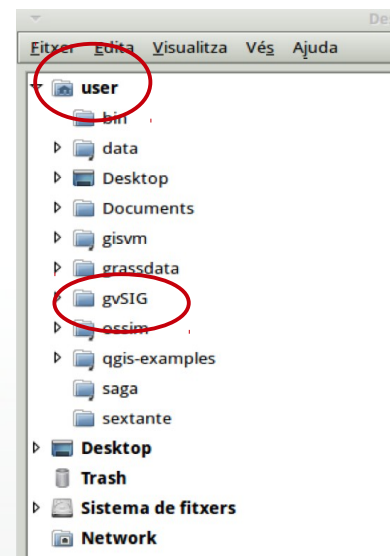 De
Fitxer Edita Visualitza Vés Ajuda
user
bin
data
Desktop
Documents
gisvm
grassdata
gvSIG
ossim
qgis-examples
saga
sextante
Desktop
Trash
Sistema de fitxers
Network